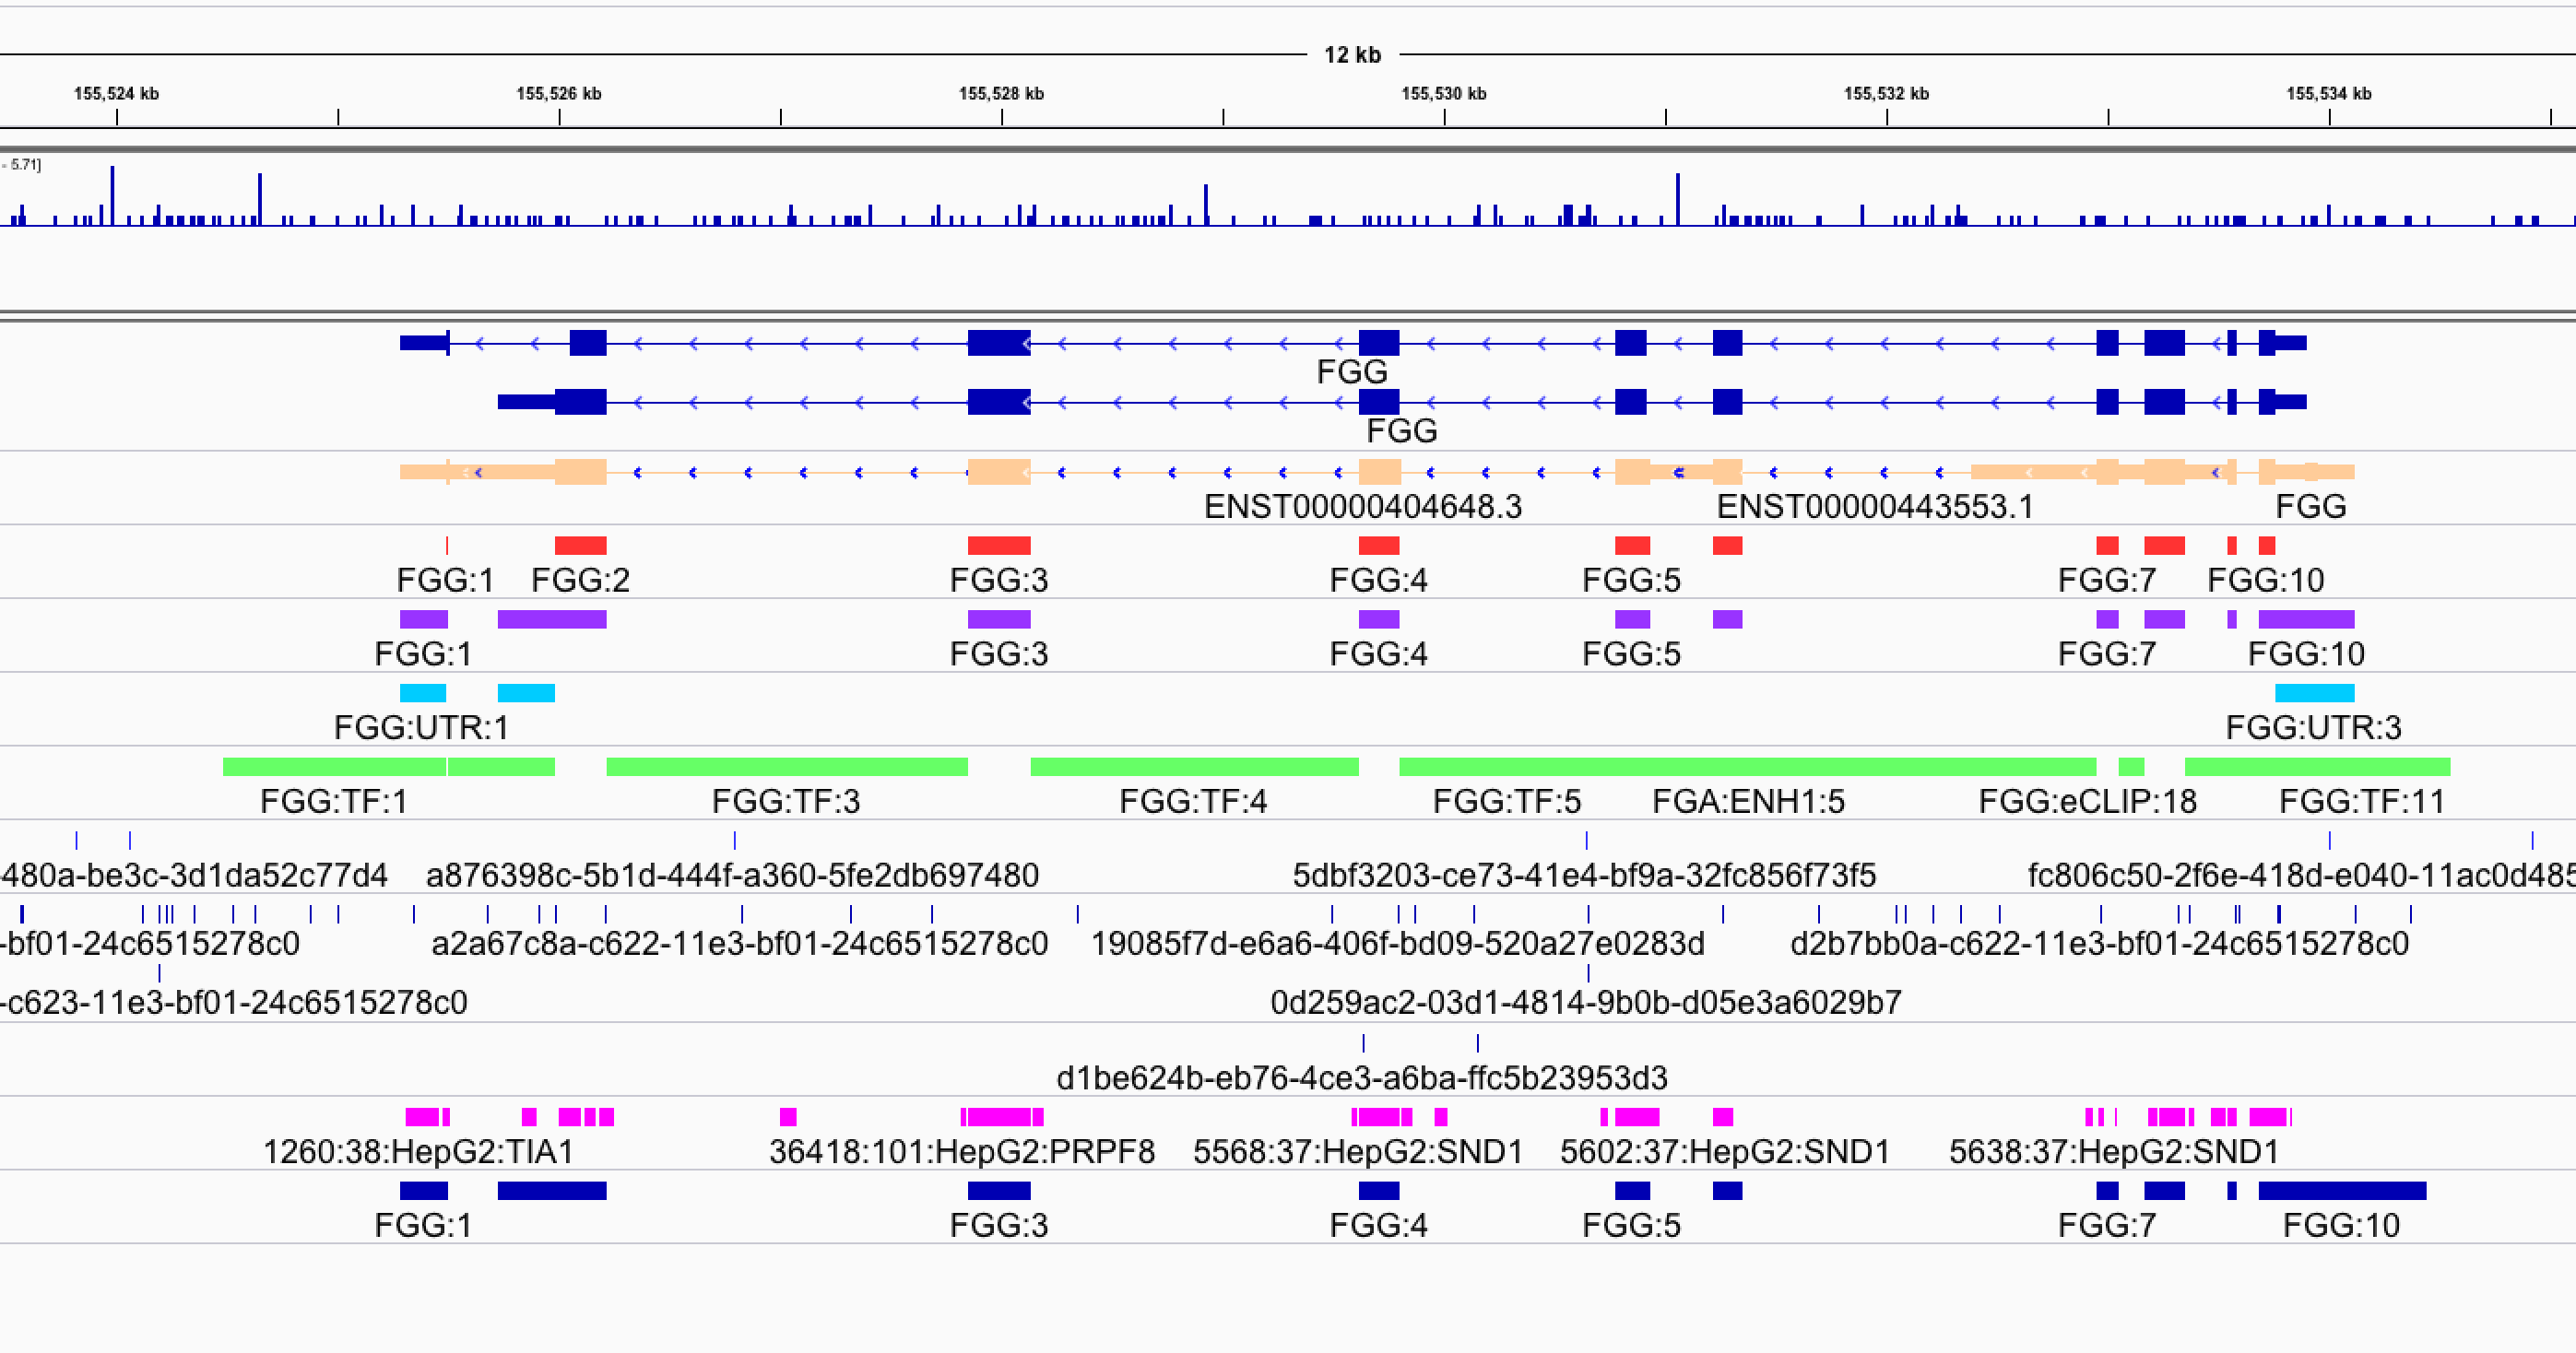 12 kb
155,524 kb 155,526 kb 155,528 kb 155,530 kb 155,532 kb 155,534 kb
- 5.71]
FGG
FGG
ENST00000404648.3 ENST00000443553.1 FGG
FGG:1 FGG:2 FGG:3 FGG:4 FGG:5 FGG:7 FGG:10
FGG:1 FGG:3 FGG:4 FGG:5 FGG:7 FGG:10
FGG:UTR:1 FGG:UTR:3
FGG:TF:1 FGG:TF:3 FGG:TF:4 FGG:TF:5 FGA:ENH1:5 FGG:eCLIP:18 FGG:TF:11
-480a-be3c-3d1da52c77d4 a876398c-5b1d-444f-a360-5fe2db697480 5dbf3203-ce73-41e4-bf9a-32fc856f73f5 fc806c50-2f6e-418d-e040-11ac0d485
-bf01-24c6515278c0 a2a67c8a-c622-11e3-bf01-24c6515278c0 19085f7d-e6a6-406f-bd09-520a27e0283d d2b7bb0a-c622-11e3-bf01-24c6515278c0
-c623-11e3-bf01-24c6515278c0 0d259ac2-03d1-4814-9b0b-d05e3a6029b7
d1be624b-eb76-4ce3-a6ba-ffc5b23953d3
1260:38:HepG2:TIA1 36418:101:HepG2:PRPF8 5568:37:HepG2:SND1 5602:37:HepG2:SND1 5638:37:HepG2:SND1
FGG:1 FGG:3 FGG:4 FGG:5 FGG:7 FGG:10